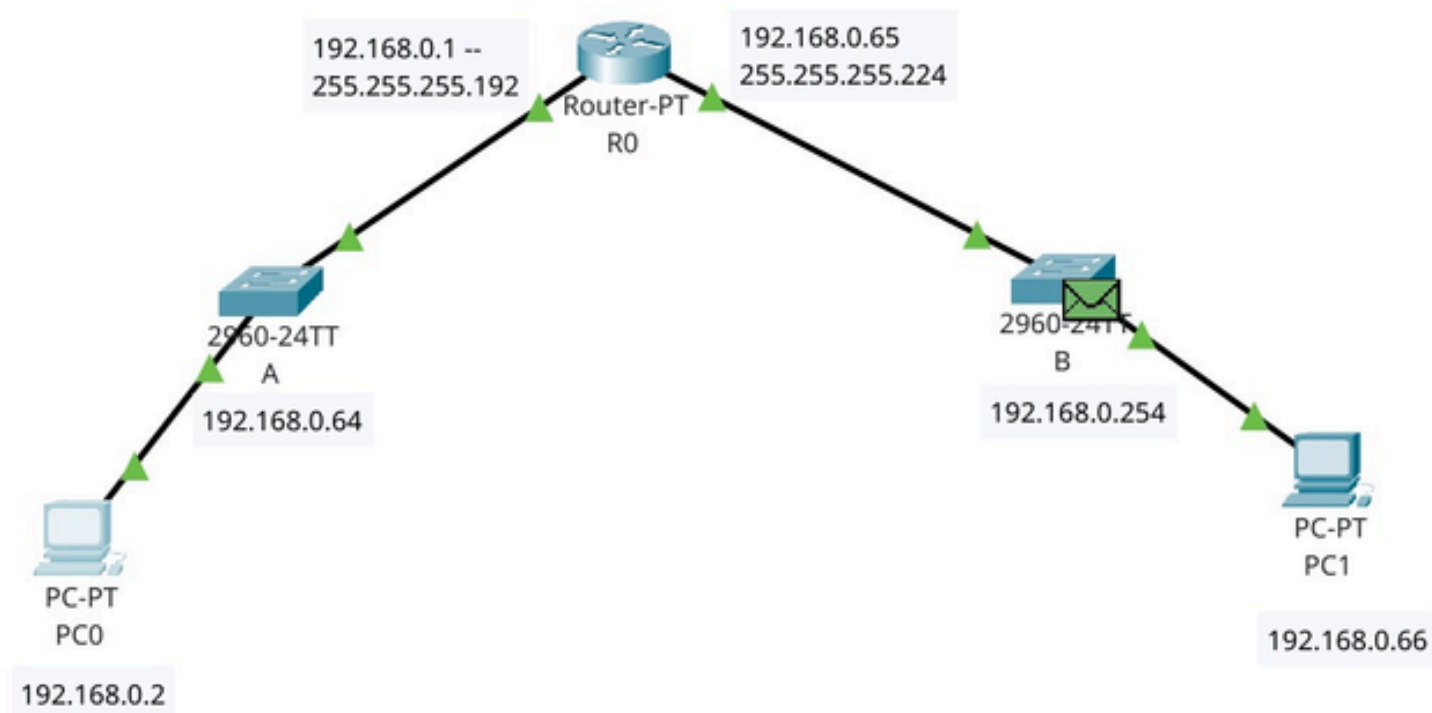 192.168.0.1 --
255.255.255.192
192.168.0.65
255.255.255.224
Router-PT
R0
2960-24TT
A
192.168.0.64
2960-24TT
B
192.168.0.254
PC-PT
PC0
192.168.0.2
PC-PT
PC1
192.168.0.66